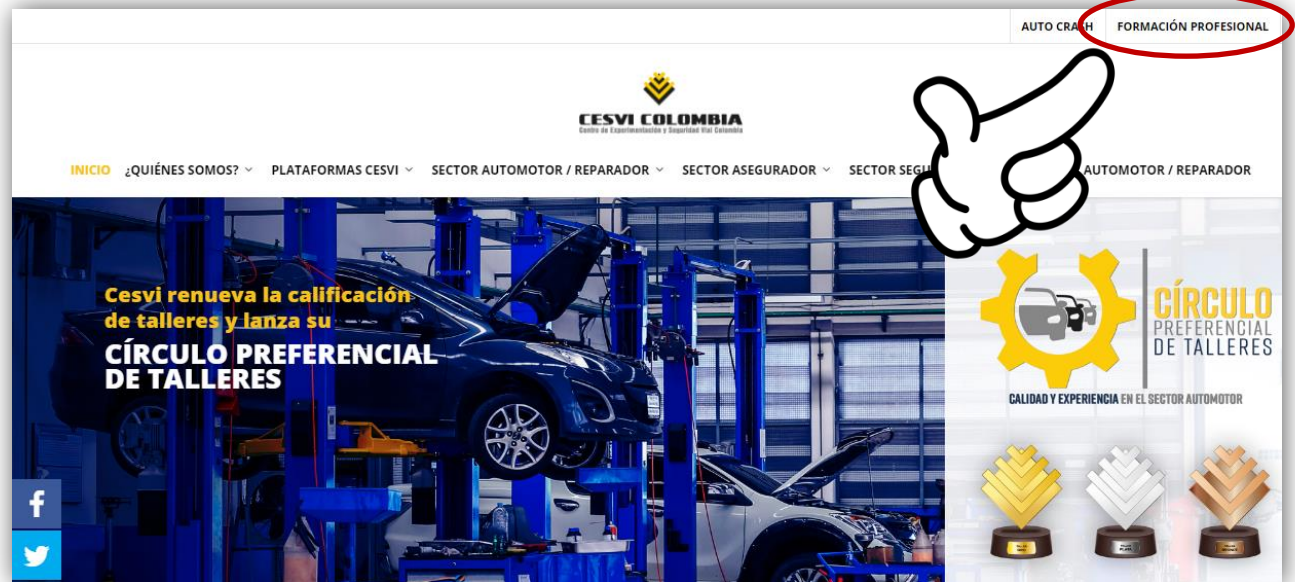 AUTO CRASH FORMACIÓN PROFESIONAL
CESVI COLOMBIA
Centro de Experimentación y Seguridad Vial Colombia
INICIO ¿QUIÉNES SOMOS? PLATAFORMAS CESVI SECTOR AUTOMOTOR / REPARADOR SECTOR ASEGURADOR SECTOR AUTOMOTOR / REPARADOR
Cesvi renueva la calificación
de talleres y lanza su
CÍRCULO PREFERENCIAL
DE TALLERES
CÍRCULO
PREFERENCIAL
DE TALLERES
CALIDAD Y EXPERIENCIA EN EL SECTOR AUTOMOTOR
f